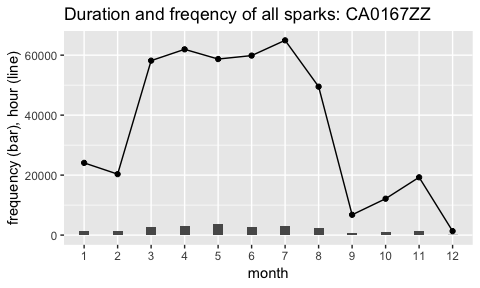 Duration and freqency of all sparks: CA0167ZZ
frequency (bar), hour (line)
60000
40000
20000
0
1 2 3 4 5 6 7 8 9 10 11 12
month